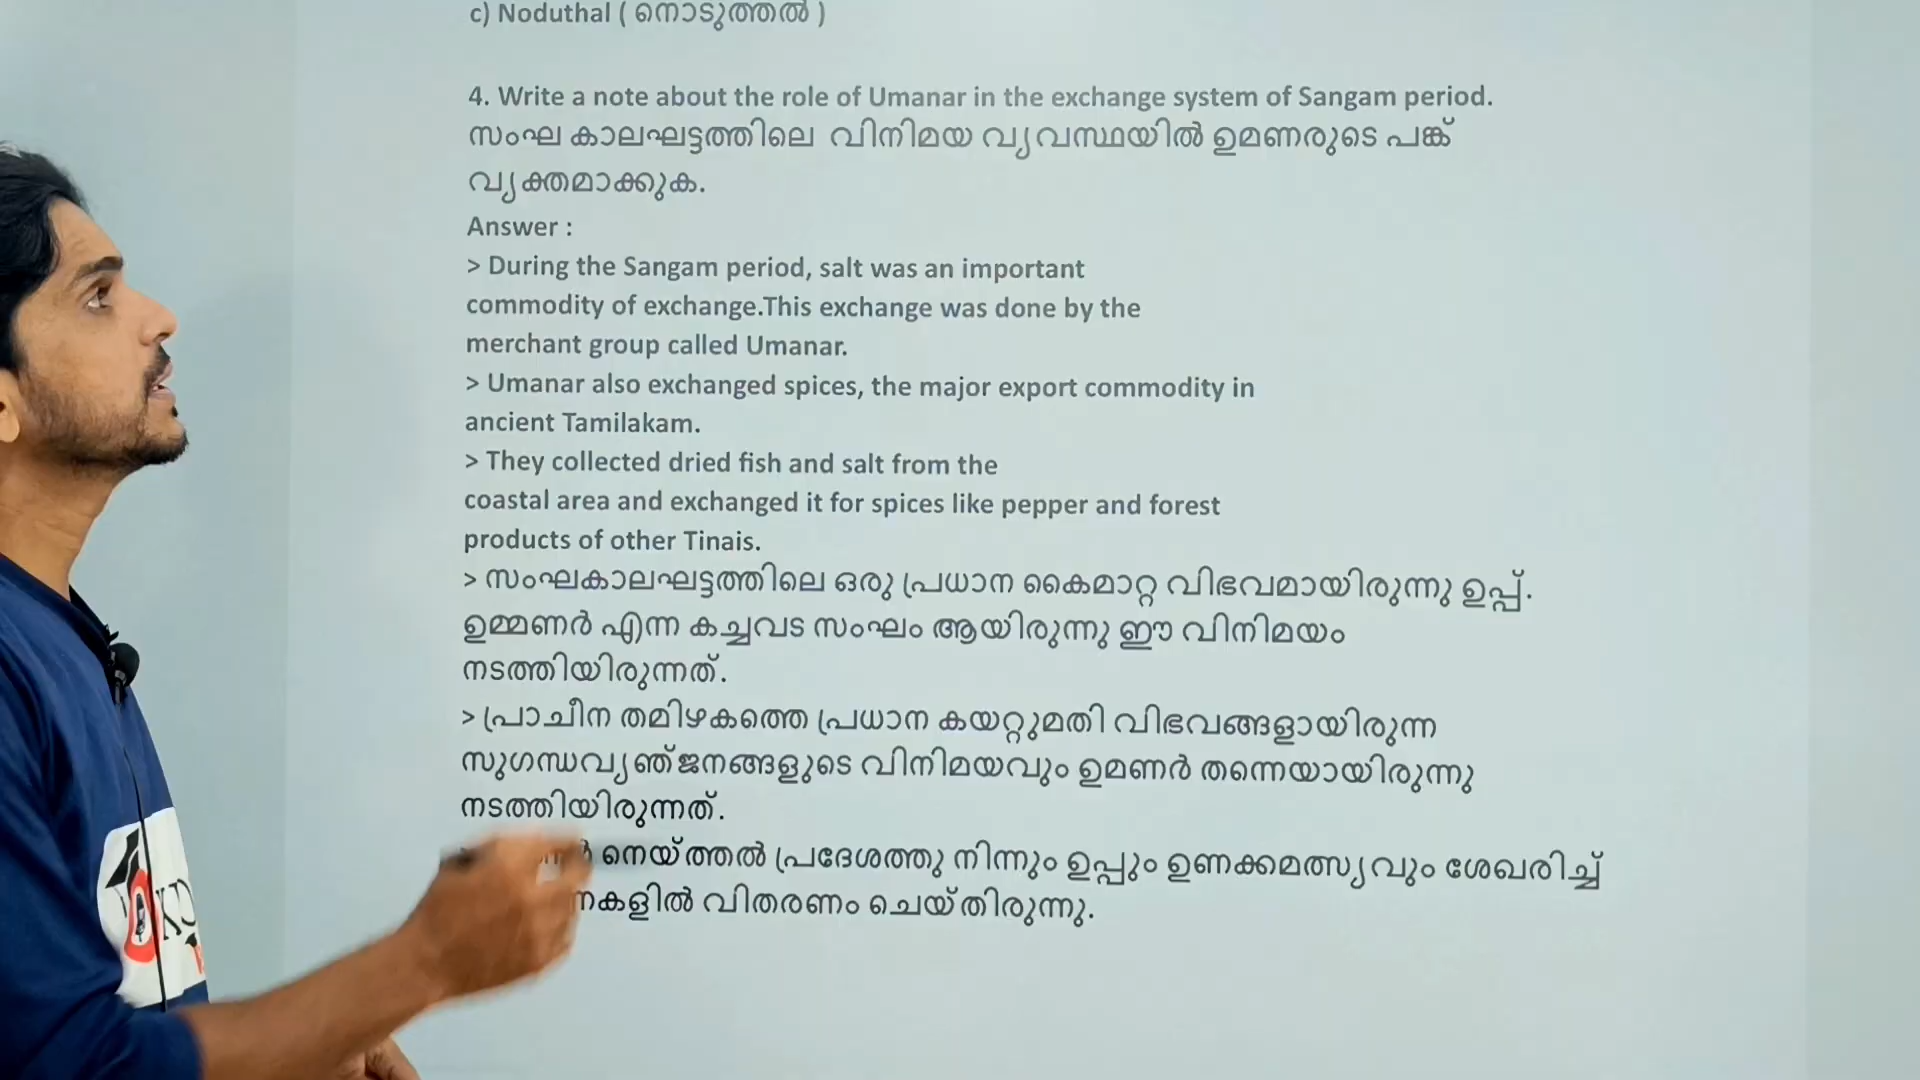 c) Noduthal ( നൊടുത്തൽ )
4. Write a note about the role of Umanar in the exchange system of Sangam period.
സംഘ കാലഘട്ടത്തിലെ വിനിമയ വ്യവസ്ഥയിൽ ഉമണരുടെ പങ്ക്
വ്യക്തമാക്കുക.
Answer :
> During the Sangam period, salt was an important
commodity of exchange.This exchange was done by the
merchant group called Umanar.
> Umanar also exchanged spices, the major export commodity in
ancient Tamilakam.
> They collected dried fish and salt from the
coastal area and exchanged it for spices like pepper and forest
products of other Tinais.
> സംഘകാലഘട്ടത്തിലെ ഒരു പ്രധാന കൈമാറ്റ വിഭവമായിരുന്നു ഉപ്പ്.
ഉമ്മണർ എന്ന കച്ചവട സംഘം ആയിരുന്നു ഈ വിനിമയം
നടത്തിയിരുന്നത്.
> പ്രാചീന തമിഴകത്തെ പ്രധാന കയറ്റുമതി വിഭവങ്ങളായിരുന്ന
സുഗന്ധവ്യഞ്ജനങ്ങളുടെ വിനിമയവും ഉമണർ തന്നെയായിരുന്നു
നടത്തിയിരുന്നത്.
നെയ്ത്തൽ പ്രദേശത്തു നിന്നും ഉപ്പും ഉണക്കമത്സ്യവും ശേഖരിച്ച്
വിതരണം ചെയ്തിരുന്നു.